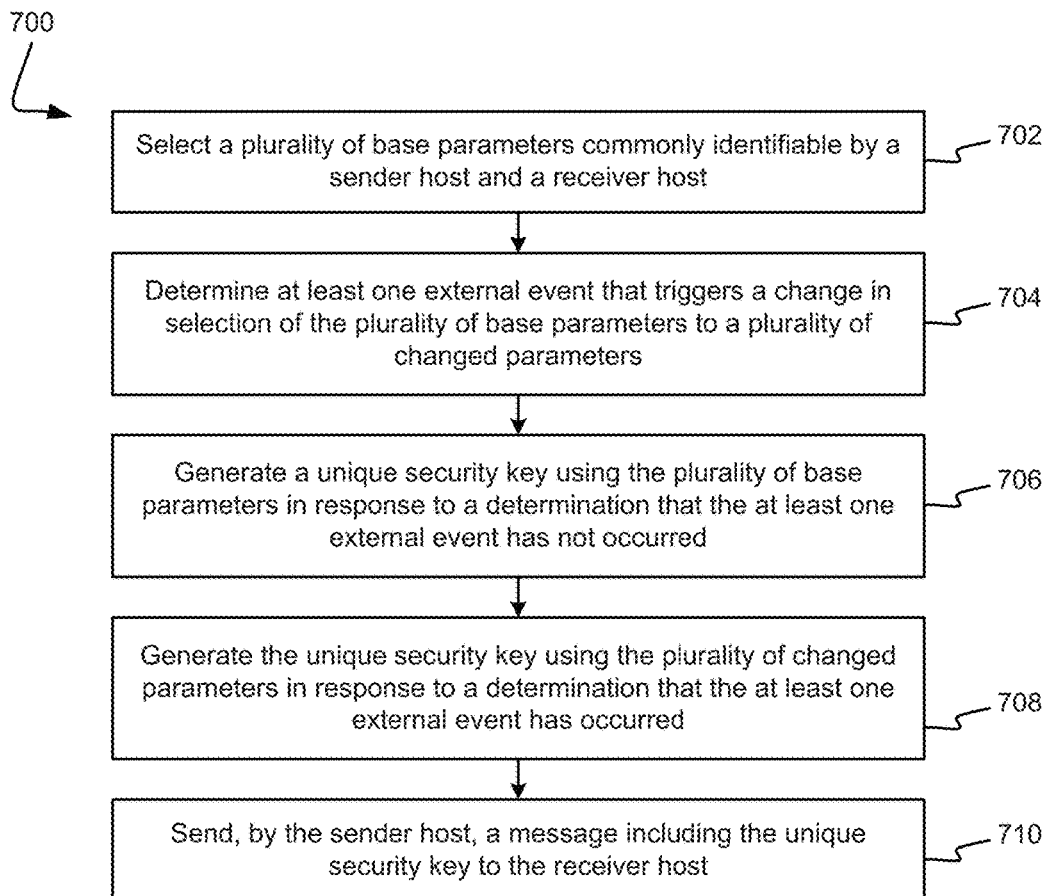 700
Select a plurality of base parameters commonly identifiable by a
sender host and a receiver host
702
Determine at least one external event that triggers a change in
selection of the plurality of base parameters to a plurality of
changed parameters
704
Generate a unique security key using the plurality of base
parameters in response to a determination that the at least one
external event has not occurred
706
Generate the unique security key using the plurality of changed
parameters in response to a determination that the at least one
external event has occurred
708
Send, by the sender host, a message including the unique
security key to the receiver host
710